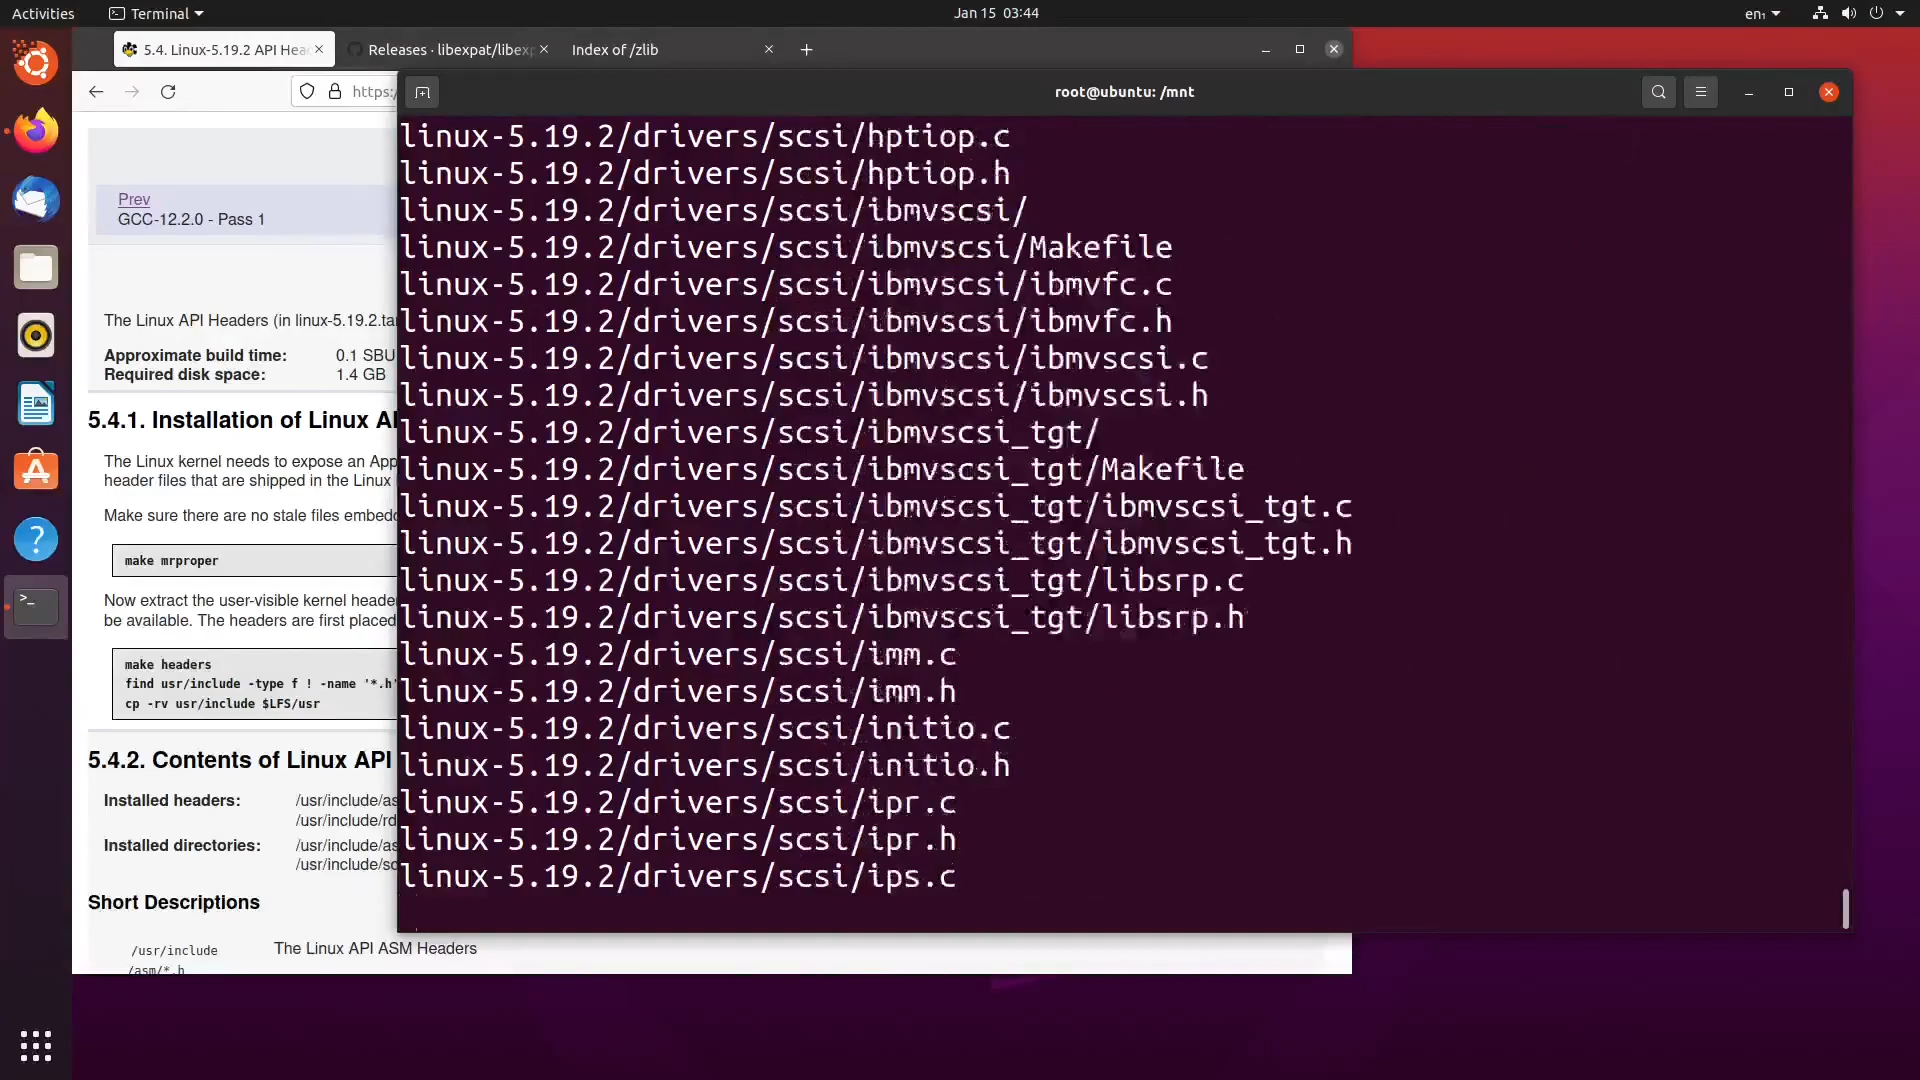 Activities
Terminal
Jan 15 03:44
en₁
5.4. Linux-5.19.2 API Hea
Releases · libexpat/libexp
Index of /zlib
https:/
root@ubuntu: /mnt
Prev
GCC-12.2.0 - Pass 1
The Linux API Headers (in linux-5.19.2.ta
Approximate build time: 0.1 SBU
Required disk space: 1.4 GB
5.4.1. Installation of Linux A
The Linux kernel needs to expose an App
header files that are shipped in the Linux
Make sure there are no stale files embedd
make mrproper
Now extract the user-visible kernel heade
be available. The headers are first placed
make headers
find usr/include -type f ! -name '*.h'
cp -rv usr/include $LFS/usr
5.4.2. Contents of Linux API
Installed headers: /usr/include/as
/usr/include/rd
Installed directories: /usr/include/as
/usr/include/sc
Short Descriptions
/usr/include The Linux API ASM Headers
/asm/*.h
linux-5.19.2/drivers/scsi/hptiop.c
linux-5.19.2/drivers/scsi/hptiop.h
linux-5.19.2/drivers/scsi/ibmvscsi/
linux-5.19.2/drivers/scsi/ibmvscsi/Makefile
linux-5.19.2/drivers/scsi/ibmvscsi/ibmvfc.c
linux-5.19.2/drivers/scsi/ibmvscsi/ibmvfc.h
linux-5.19.2/drivers/scsi/ibmvscsi/ibmvscsi.c
linux-5.19.2/drivers/scsi/ibmvscsi/ibmvscsi.h
linux-5.19.2/drivers/scsi/ibmvscsi_tgt/
linux-5.19.2/drivers/scsi/ibmvscsi_tgt/Makefile
linux-5.19.2/drivers/scsi/ibmvscsi_tgt/ibmvscsi_tgt.c
linux-5.19.2/drivers/scsi/ibmvscsi_tgt/ibmvscsi_tgt.h
linux-5.19.2/drivers/scsi/ibmvscsi_tgt/libsrp.c
linux-5.19.2/drivers/scsi/ibmvscsi_tgt/libsrp.h
linux-5.19.2/drivers/scsi/imm.c
linux-5.19.2/drivers/scsi/imm.h
linux-5.19.2/drivers/scsi/initio.c
linux-5.19.2/drivers/scsi/initio.h
linux-5.19.2/drivers/scsi/ipr.c
linux-5.19.2/drivers/scsi/ipr.h
linux-5.19.2/drivers/scsi/ips.c